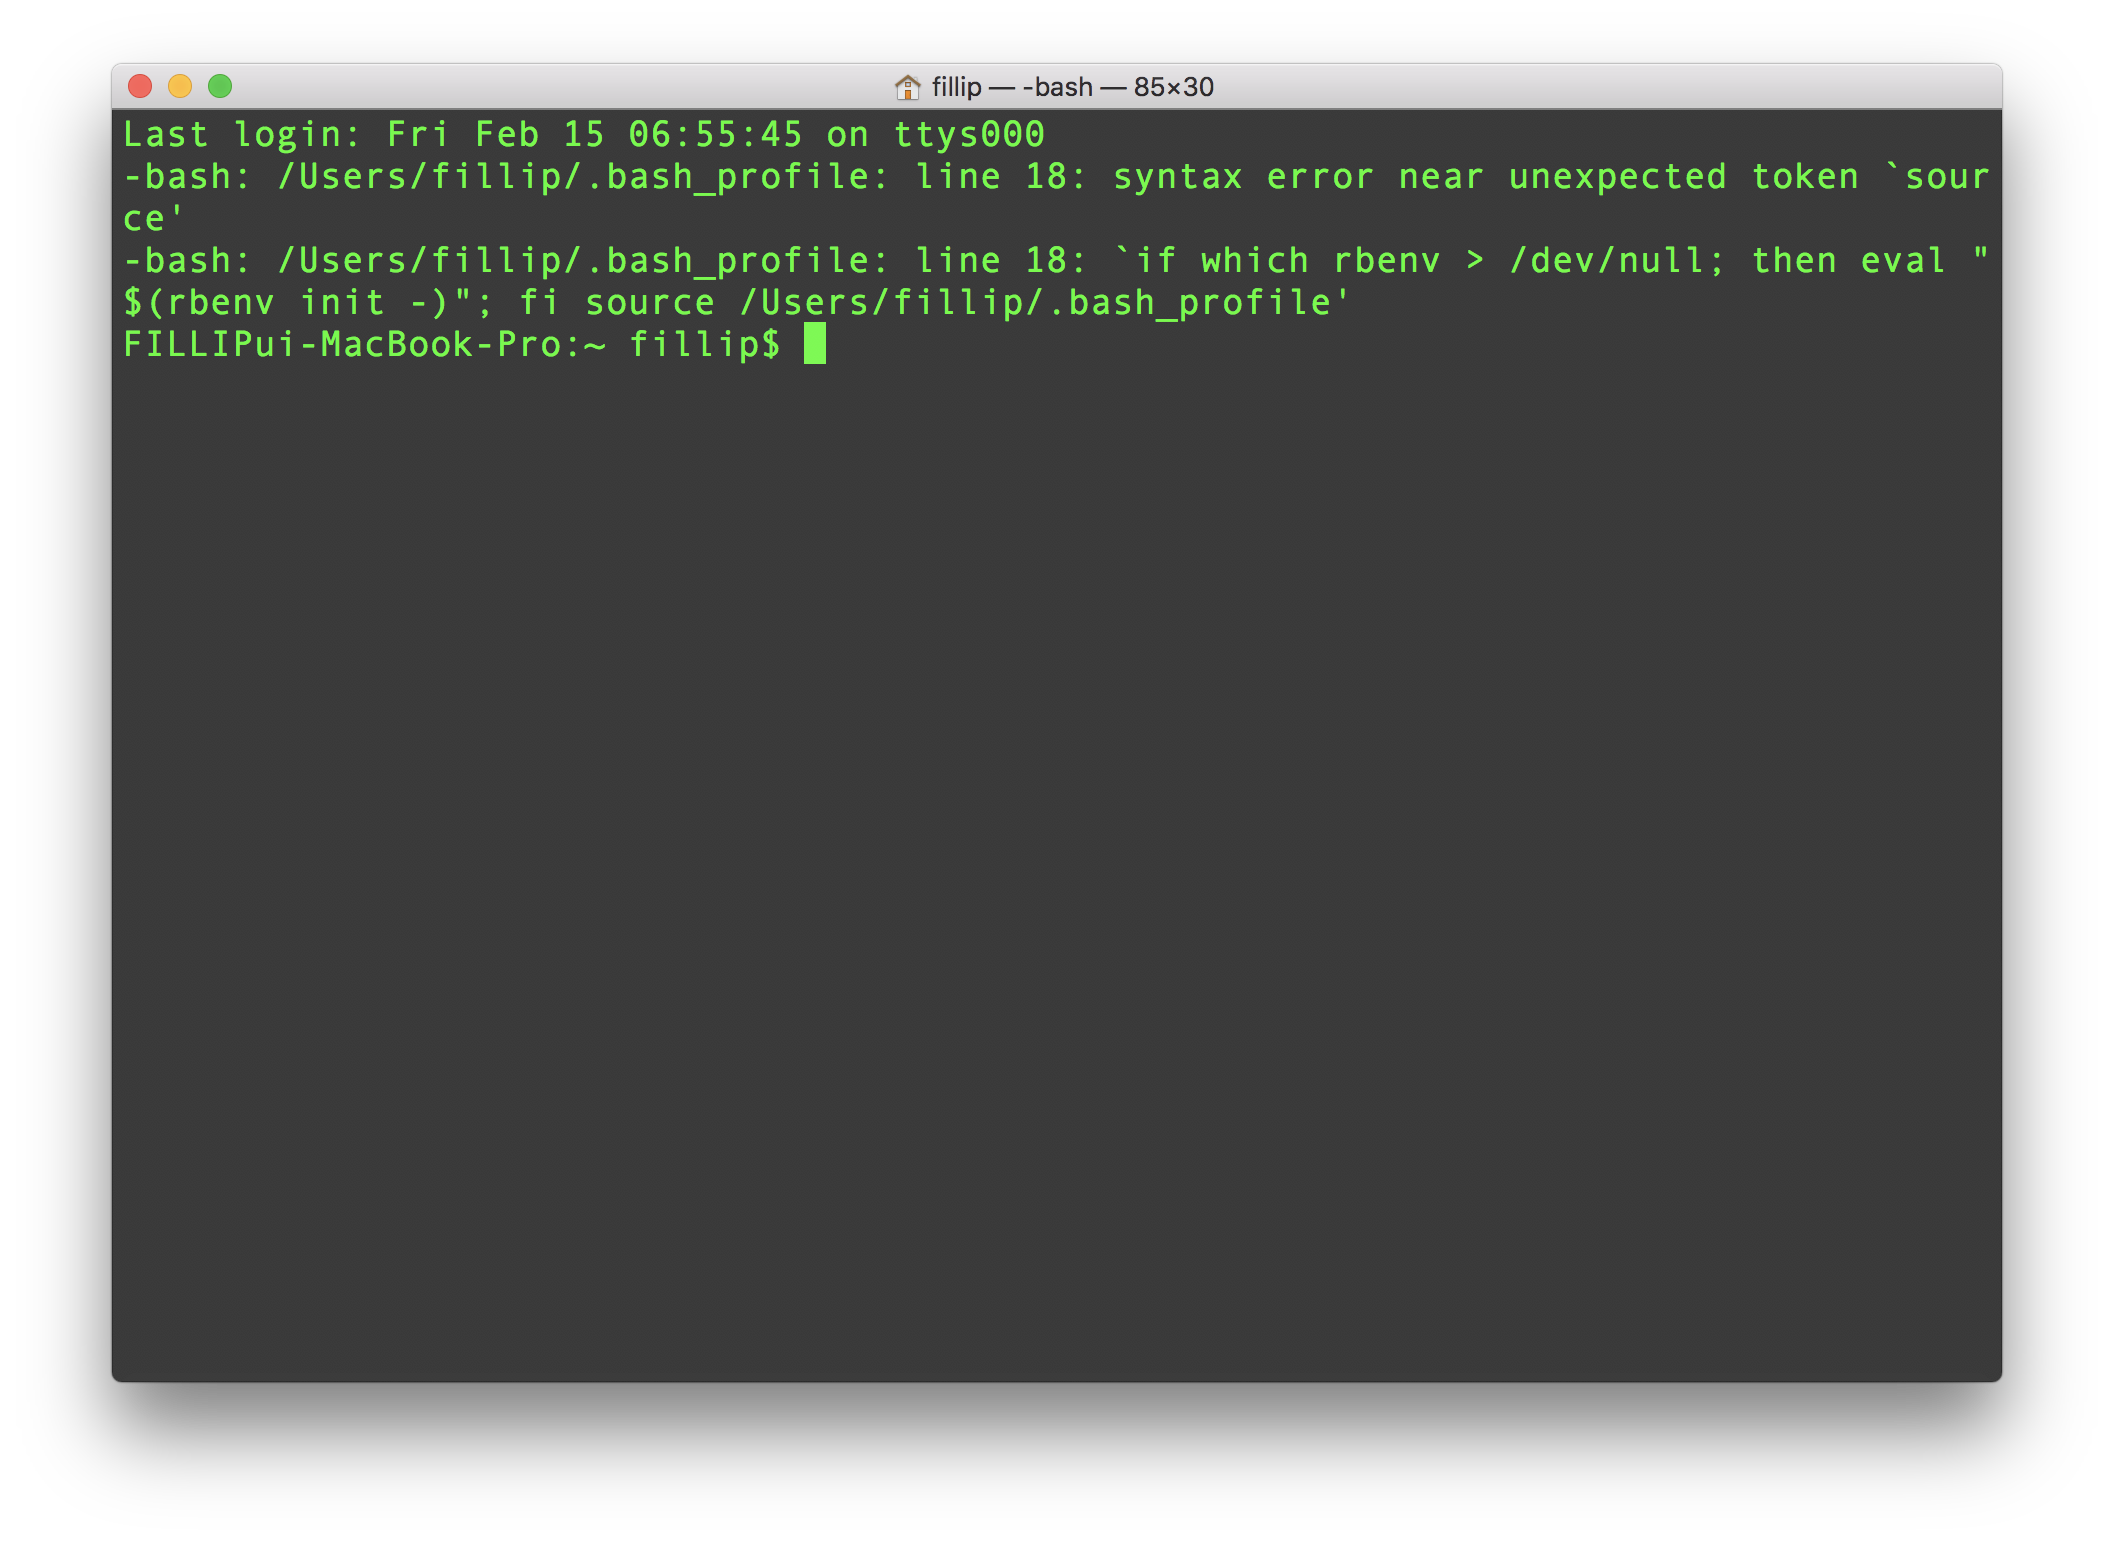 fillip — -bash — 85×30
Last login: Fri Feb 15 06:55:45 on ttys000
-bash: /Users/fillip/.bash_profile: line 18: syntax error near unexpected token `sour
ce'
-bash: /Users/fillip/.bash_profile: line 18: `if which rbenv > /dev/null; then eval "
$(rbenv init -)"; fi source /Users/fillip/.bash_profile'
FILLIPui-MacBook-Pro:~ fillip$